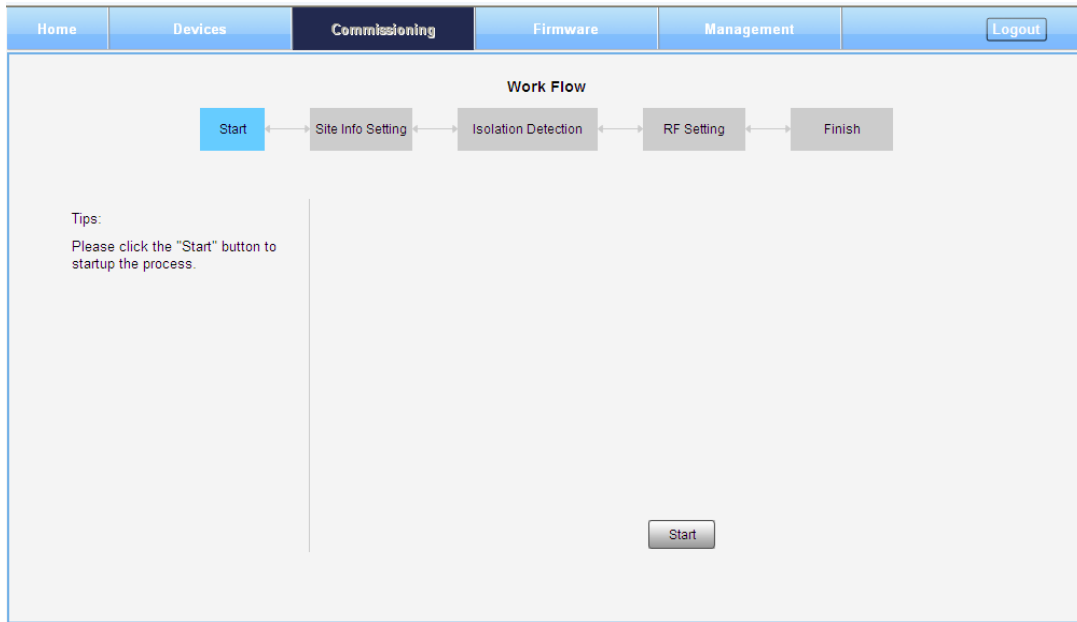 Home Devices Commissioning Firmware Management Logout
Work Flow
Start Site Info Setting Isolation Detection RF Setting Finish
Tips:
Please click the "Start" button to
startup the process.
Start